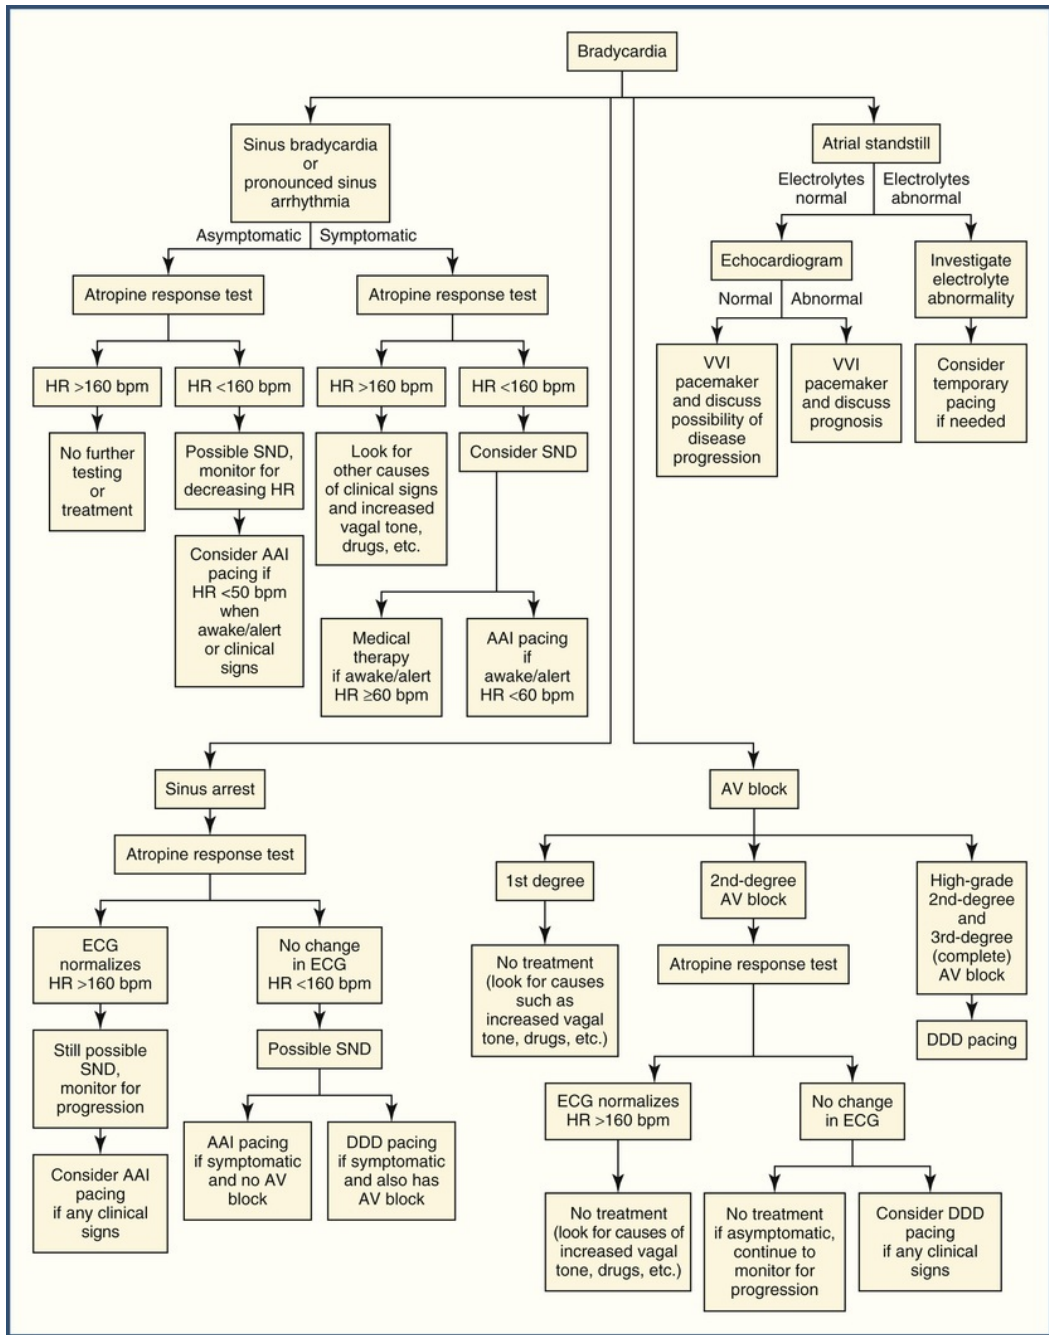 Bradycardia
Sinus bradycardia
or
pronounced sinus
arrhythmia
Asymptomatic
Symptomatic
Atropine response test
HR >160 bpm
No further
testing
or
treatment
HR <160 bpm
Possible SND,
monitor for
decreasing HR
Consider AAI
pacing if
HR <50 bpm
when
awake/alert
or clinical
signs
Atropine response test
HR >160 bpm
Look for
other causes
of clinical signs
and increased
vagal tone,
drugs, etc.
HR <160 bpm
Consider SND
Medical
therapy
if awake/alert
HR ≥60 bpm
AAI pacing
if
awake/alert
HR <60 bpm
Atrial standstill
Electrolytes
normal
Electrolytes
abnormal
Echocardiogram
Normal
Abnormal
VVI
pacemaker
and discuss
possibility of
disease
progression
VVI
pacemaker
and discuss
prognosis
Investigate
electrolyte
abnormality
Consider
temporary
pacing
if needed
Sinus arrest
Atropine response test
ECG
normalizes
HR >160 bpm
Still possible
SND,
monitor for
progression
Consider AAI
pacing
if any clinical
signs
No change
in ECG
HR <160 bpm
Possible SND
AAI pacing
if symptomatic
and no AV
block
DDD pacing
if symptomatic
and also has
AV block
AV block
1st degree
No treatment
(look for causes
such as
increased vagal
tone, drugs, etc.)
2nd-degree
AV block
Atropine response test
ECG normalizes
HR >160 bpm
No treatment
(look for causes of
increased vagal
tone, drugs, etc.)
No change
in ECG
No treatment
if asymptomatic,
continue to
monitor for
progression
Consider DDD
pacing
if any clinical
signs
High-grade
2nd-degree
and
3rd-degree
(complete)
AV block
DDD pacing